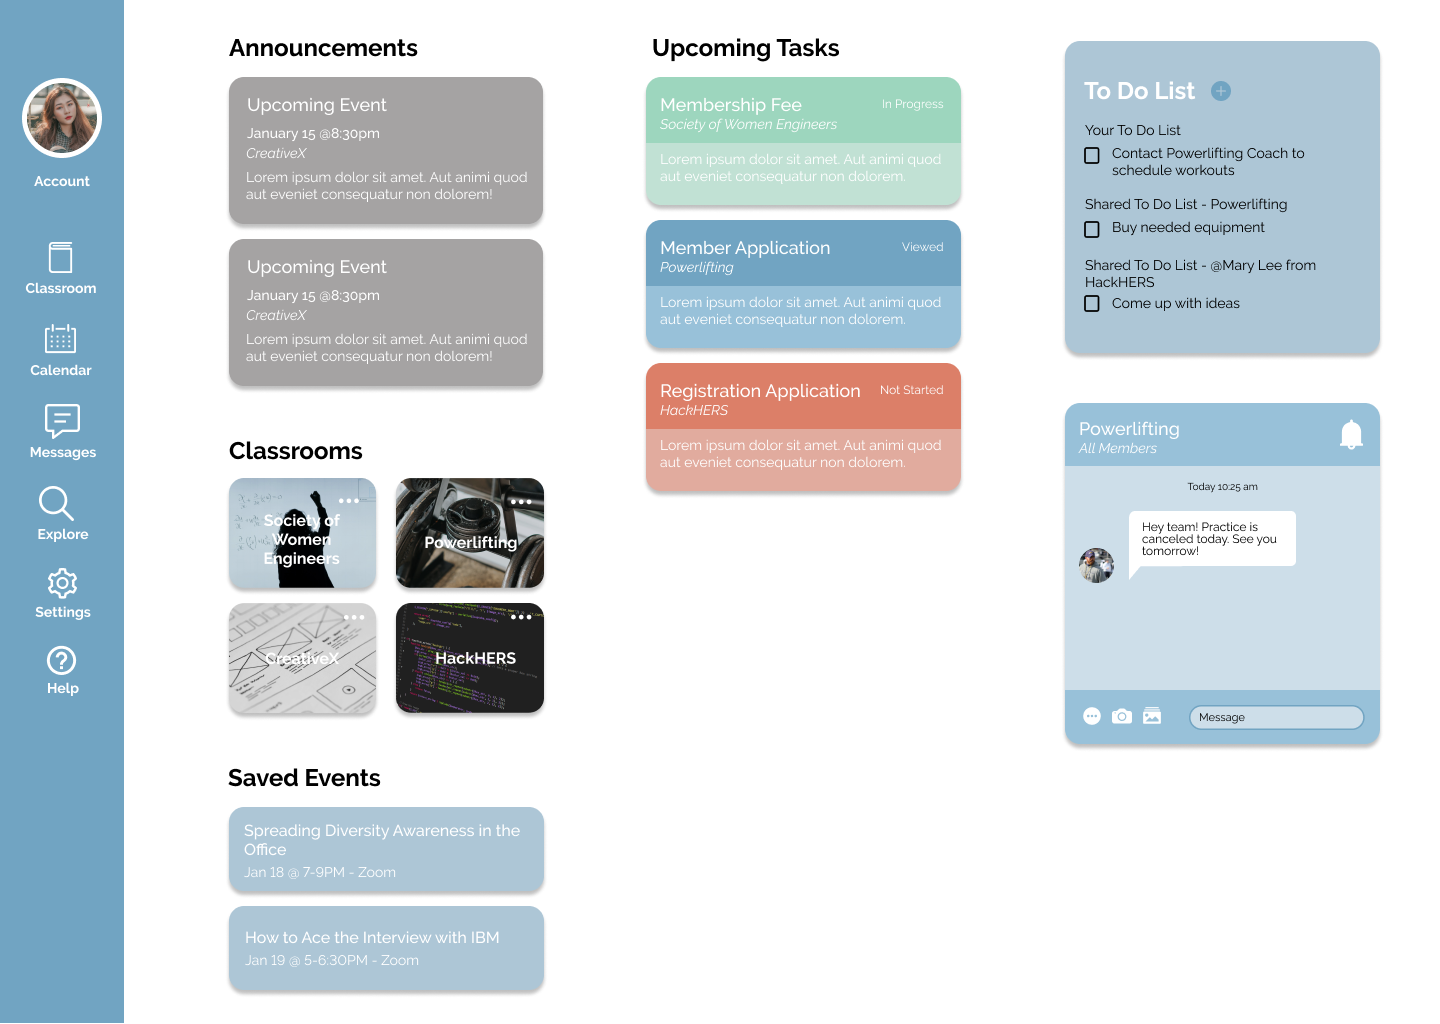 Account
Classroom
Calendar
Messages
Explore
Settings
Help
Announcements
Upcoming Event
January 15 @8:30pm
CreativeX
Lorem ipsum dolor sit amet. Aut animi quod
aut eveniet consequatur non dolorem!
Upcoming Event
January 15 @8:30pm
CreativeX
Lorem ipsum dolor sit amet. Aut animi quod
aut eveniet consequatur non dolorem!
Classrooms
Society of
Women
Engineers
Powerlifting
CreativeX
HackHERS
Saved Events
Spreading Diversity Awareness in the
Office
Jan 18 @ 7-9PM - Zoom
How to Ace the Interview with IBM
Jan 19 @ 5-6:30PM - Zoom
Upcoming Tasks
Membership Fee
In Progress
Society of Women Engineers
Lorem ipsum dolor sit amet. Aut animi quod
aut eveniet consequatur non dolorem.
Member Application
Viewed
Powerlifting
Lorem ipsum dolor sit amet. Aut animi quod
aut eveniet consequatur non dolorem.
Registration Application
Not Started
HackHERS
Lorem ipsum dolor sit amet. Aut animi quod
aut eveniet consequatur non dolorem.
To Do List
Your To Do List
Contact Powerlifting Coach to
schedule workouts
Shared To Do List - Powerlifting
Buy needed equipment
Shared To Do List - @Mary Lee from
HackHERS
Come up with ideas
Powerlifting
All Members
Today 10:25 am
Hey team! Practice is
canceled today. See you
tomorrow!
Message